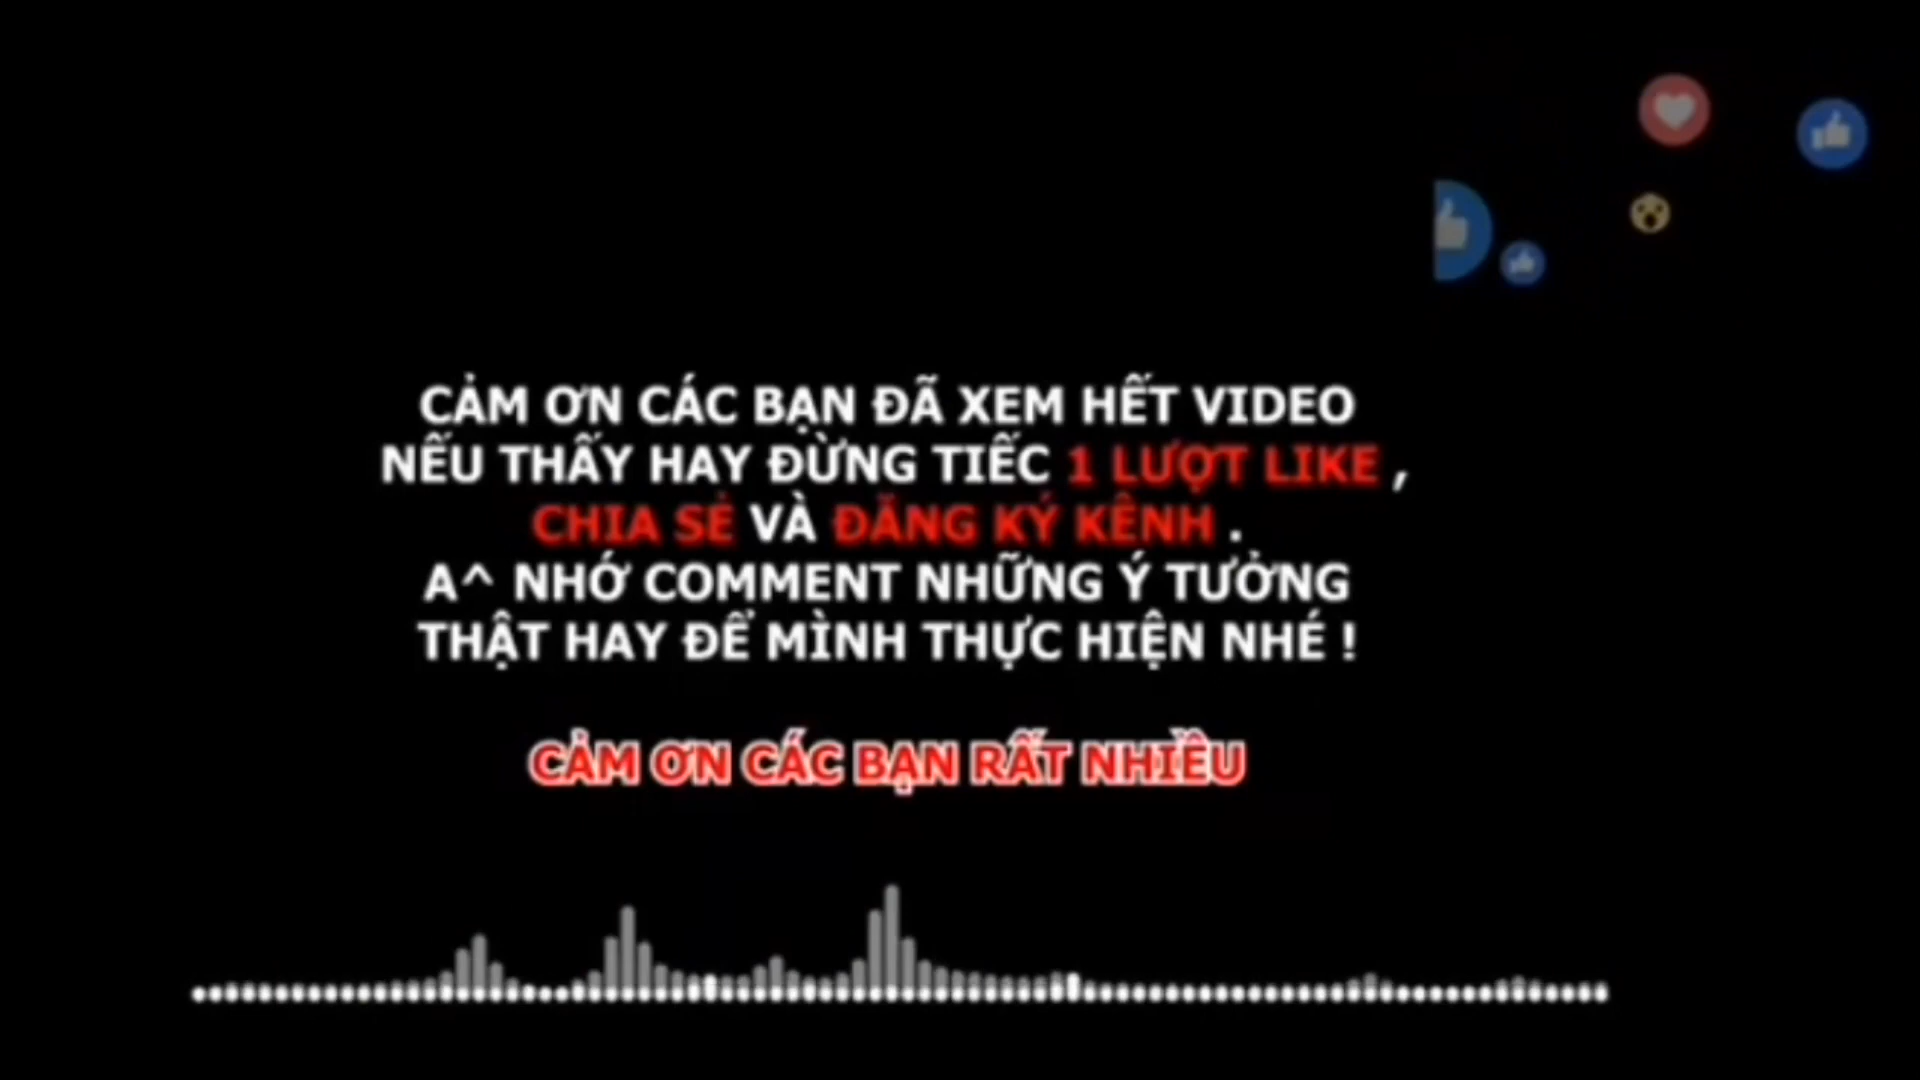 CẢM ƠN CÁC BẠN ĐÃ XEM HẾT VIDEO
NẾU THẤY HAY ĐỪNG TIẾC 1 LƯỢT LIKE ,
CHIA SẺ VÀ ĐĂNG KÝ KÊNH .
A^ NHỚ COMMENT NHỮNG Ý TƯỞNG
THẬT HAY ĐỂ MÌNH THỰC HIỆN NHÉ !
CẢM ƠN CÁC BẠN RẤT NHIỀU